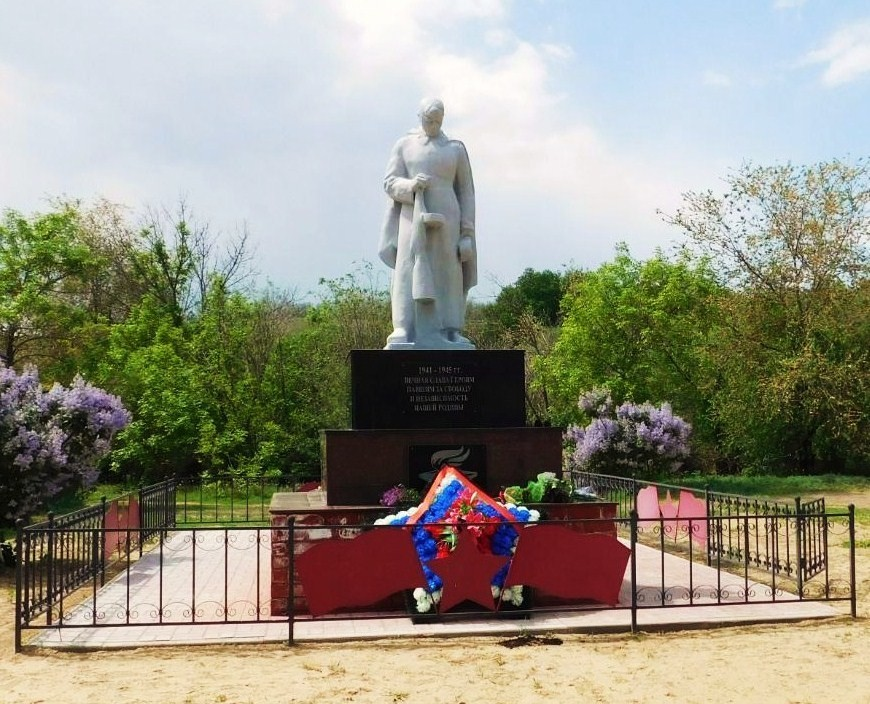 1941 - 1945 гг.
ВЕЧНАЯ СЛАВА ГЕРОЯМ
ПАВШИМ ЗА СВОБОДУ
И НЕЗАВИСИМОСТЬ
НАШЕЙ РОДИНЫ